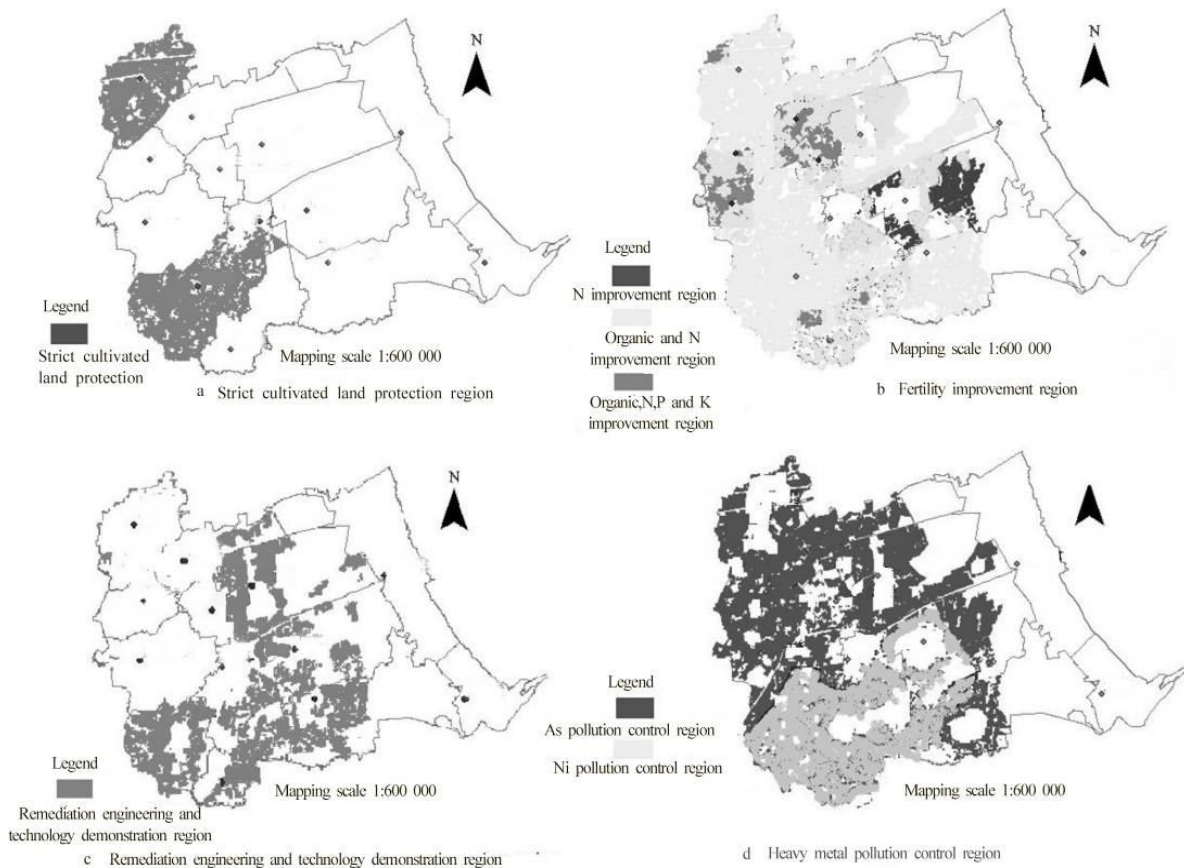 N
Legend
Strict cultivated
land protection
Mapping scale 1:600 000
a Strict cultivated land protection region
N
Legend
N improvement region
Organic and N
improvement region
Organic,N,P and K
improvement region
Mapping scale 1:600 000
b Fertility improvement region
N
Legend
Remediation engineering and
technology demonstration region
Mapping scale 1:600 000
c Remediation engineering and technology demonstration region
Legend
As pollution control region
Ni pollution control region
Mapping scale 1:600 000
d Heavy metal pollution control region